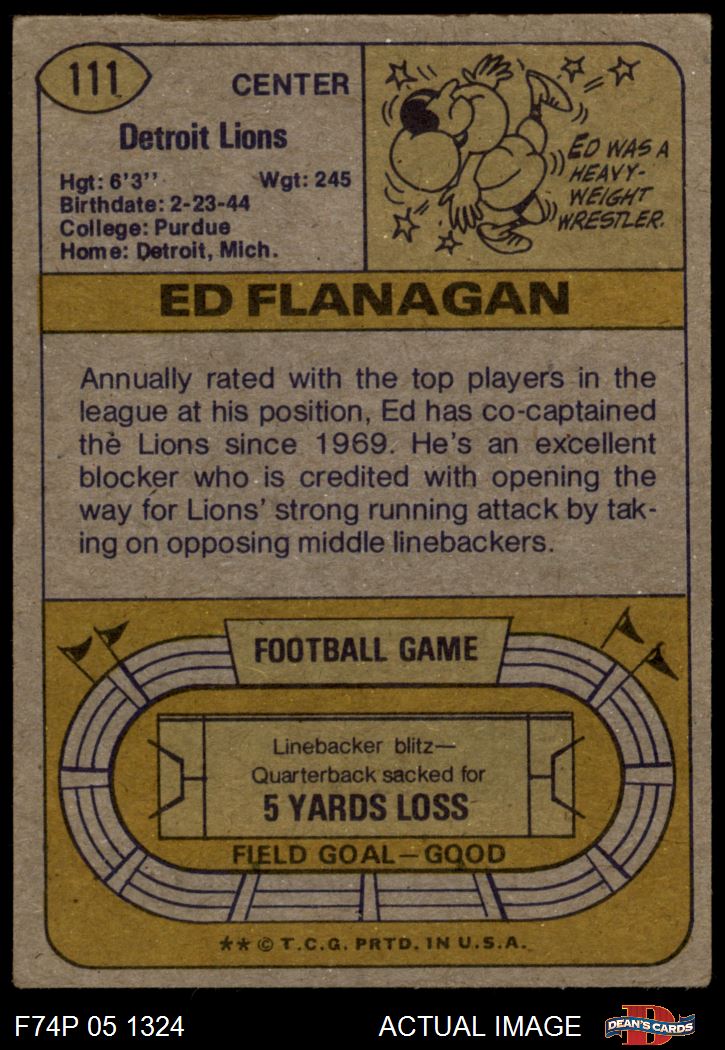 111
CENTER
Detroit Lions
Hgt: 6'3'' Wgt: 245
Birthdate: 2-23-44
College: Purdue
Home: Detroit, Mich.
ED WAS A
HEAVY-
WEIGHT
WRESTLER.
ED FLANAGAN
Annually rated with the top players in the
league at his position, Ed has co-captained
the Lions since 1969. He's an excellent
blocker who is credited with opening the
way for Lions' strong running attack by tak-
ing on opposing middle linebackers.
FOOTBALL GAME
Linebacker blitz—
Quarterback sacked for
5 YARDS LOSS
FIELD GOAL—GOOD
** © T.C.G. PRTD. IN U.S.A.
F74P 05 1324
ACTUAL IMAGE
D
DEAN'S CARDS